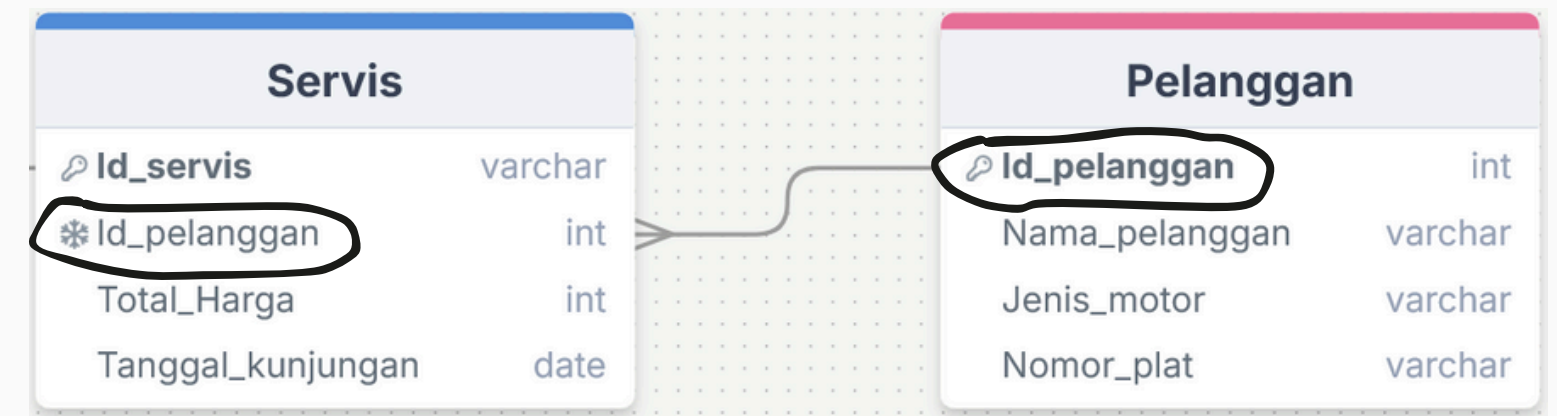 Servis
Id_servis varchar
Id_pelanggan int
Total_Harga int
Tanggal_kunjungan date
Pelanggan
Id_pelanggan int
Nama_pelanggan varchar
Jenis_motor varchar
Nomor_plat varchar